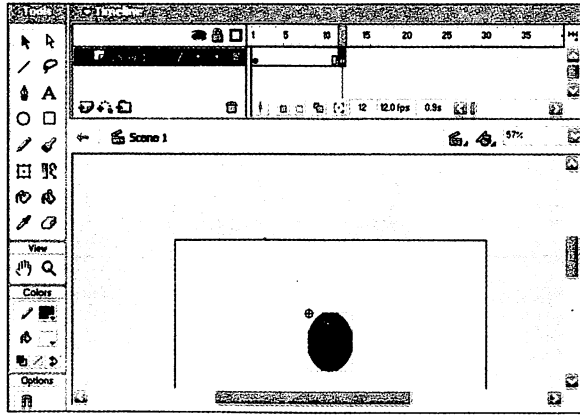 Tools
Timeline
1 5 10 15 20 25 30 35
A
12 12.0 fps 0.9s
Scene 1
57%
View
Colors
Options